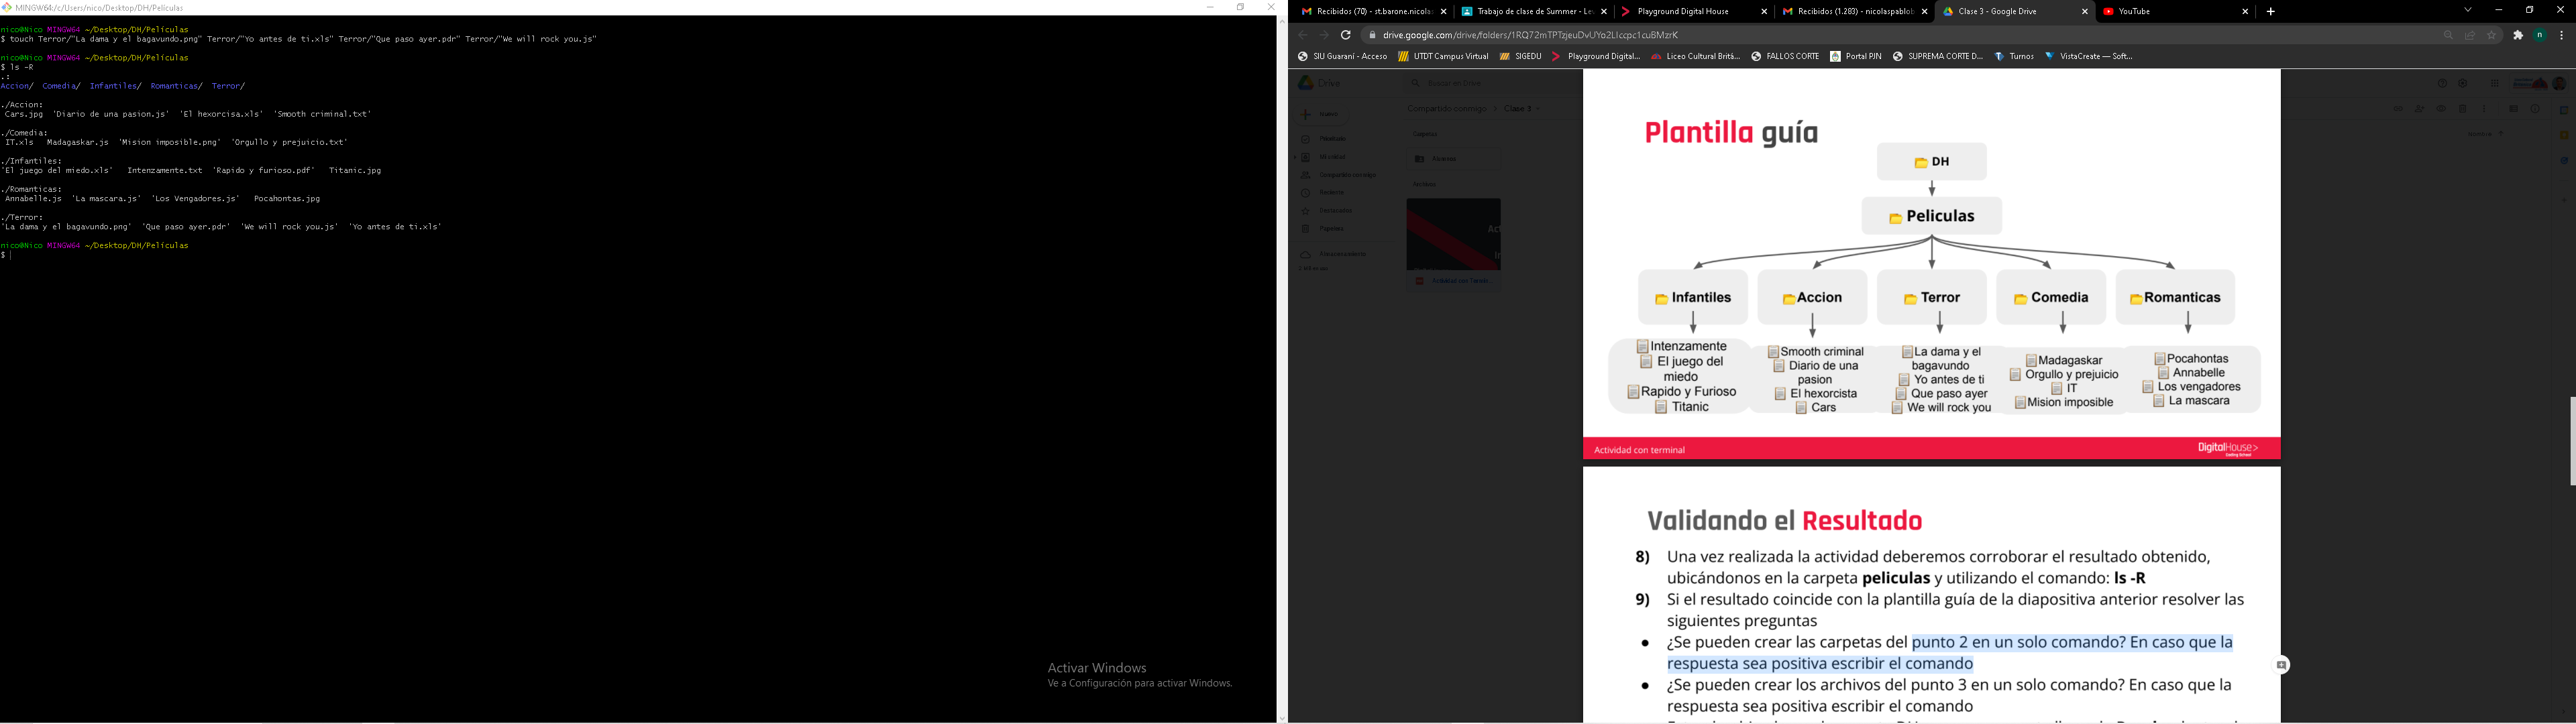 MINGW64:/c/Users/nico/Desktop/DH/Peliculas
nico@Nico MINGW64 ~/Desktop/DH/Peliculas
$ touch Terror/"La dama y el bagavundo.png" Terror/"Yo antes de ti.xls" Terror/"Que paso ayer.pdr" Terror/"We will rock you.js"
nico@Nico MINGW64 ~/Desktop/DH/Peliculas
$ ls -R
.:
Accion/ Comedia/ Infantiles/ Romanticas/ Terror/
./Accion:
Cars.jpg 'Diario de una pasion.js' 'El hexorcisa.xls' 'Smooth criminal.txt'
./Comedia:
IT.xls Madagaskar.js 'Mision imposible.png' 'Orgullo y prejuicio.txt'
./Infantiles:
'El juego del miedo.xls' Intenzamente.txt 'Rapido y furioso.pdf' Titanic.jpg
./Romanticas:
Annabelle.js 'La mascara.js' 'Los Vengadores.js' Pocahontas.jpg
./Terror:
'La dama y el bagavundo.png' 'Que paso ayer.pdr' 'We will rock you.js' 'Yo antes de ti.xls'
nico@Nico MINGW64 ~/Desktop/DH/Peliculas
$
Activar Windows
Ve a Configuración para activar Windows.
Recibidos (70) - st.barone.nicola
Trabajo de clase de Summer - Le
Playground Digital House
Recibidos (1.283) - nicolaspablob
Clase 3 - Google Drive
YouTube
drive.google.com/drive/folders/
SIU Guaraní - Acceso
UTDT Campus Virtual
SIGEDU
Playground Digital...
Liceo Cultural Britá...
FALLOS CORTE
Portal PJN
SUPREMA CORTE D...
Turnos
VistaCreate — Soft...
Drive
Buscar en Drive
Compartido conmigo > Clase 3
Plantilla guía
DH
Peliculas
Infantiles
Accion
Terror
Comedia
Romanticas
Intenzamente
El juego del
miedo
Rapido y Furioso
Titanic
Smooth criminal
Diario de una
pasion
El hexorcista
Cars
La dama y el
bagavundo
Yo antes de ti
Que paso ayer
We will rock you
Madagaskar
Orgullo y prejuicio
IT
Mision imposible
Pocahontas
Annabelle
Los vengadores
La mascara
Actividad con terminal
DigitalHouse>
Coding School
Validando el Resultado
8) Una vez realizada la actividad deberemos corroborar el resultado obtenido,
ubicándonos en la carpeta peliculas y utilizando el comando: ls -R
9) Si el resultado coincide con la plantilla guía de la diapositiva anterior resolver las
siguientes preguntas
● ¿Se pueden crear las carpetas del punto 2 en un solo comando? En caso que la
respuesta sea positiva escribir el comando
● ¿Se pueden crear los archivos del punto 3 en un solo comando? En caso que la
respuesta sea positiva escribir el comando